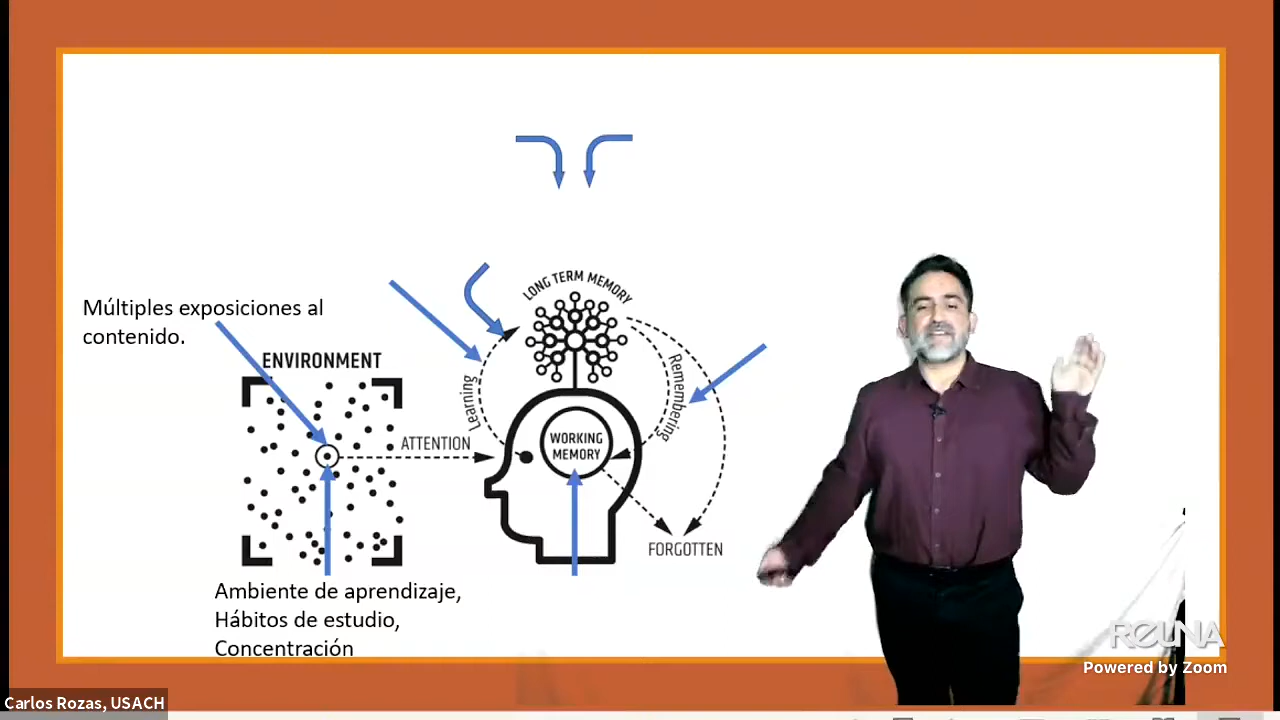 LONG TERM MEMORY
Múltiples exposiciones al
contenido.
ENVIRONMENT
Learning
Remembering
ATTENTION
WORKING
MEMORY
FORGOTTEN
Ambiente de aprendizaje,
Hábitos de estudio,
Concentración
REUNA
Powered by Zoom
Carlos Rozas, USACH